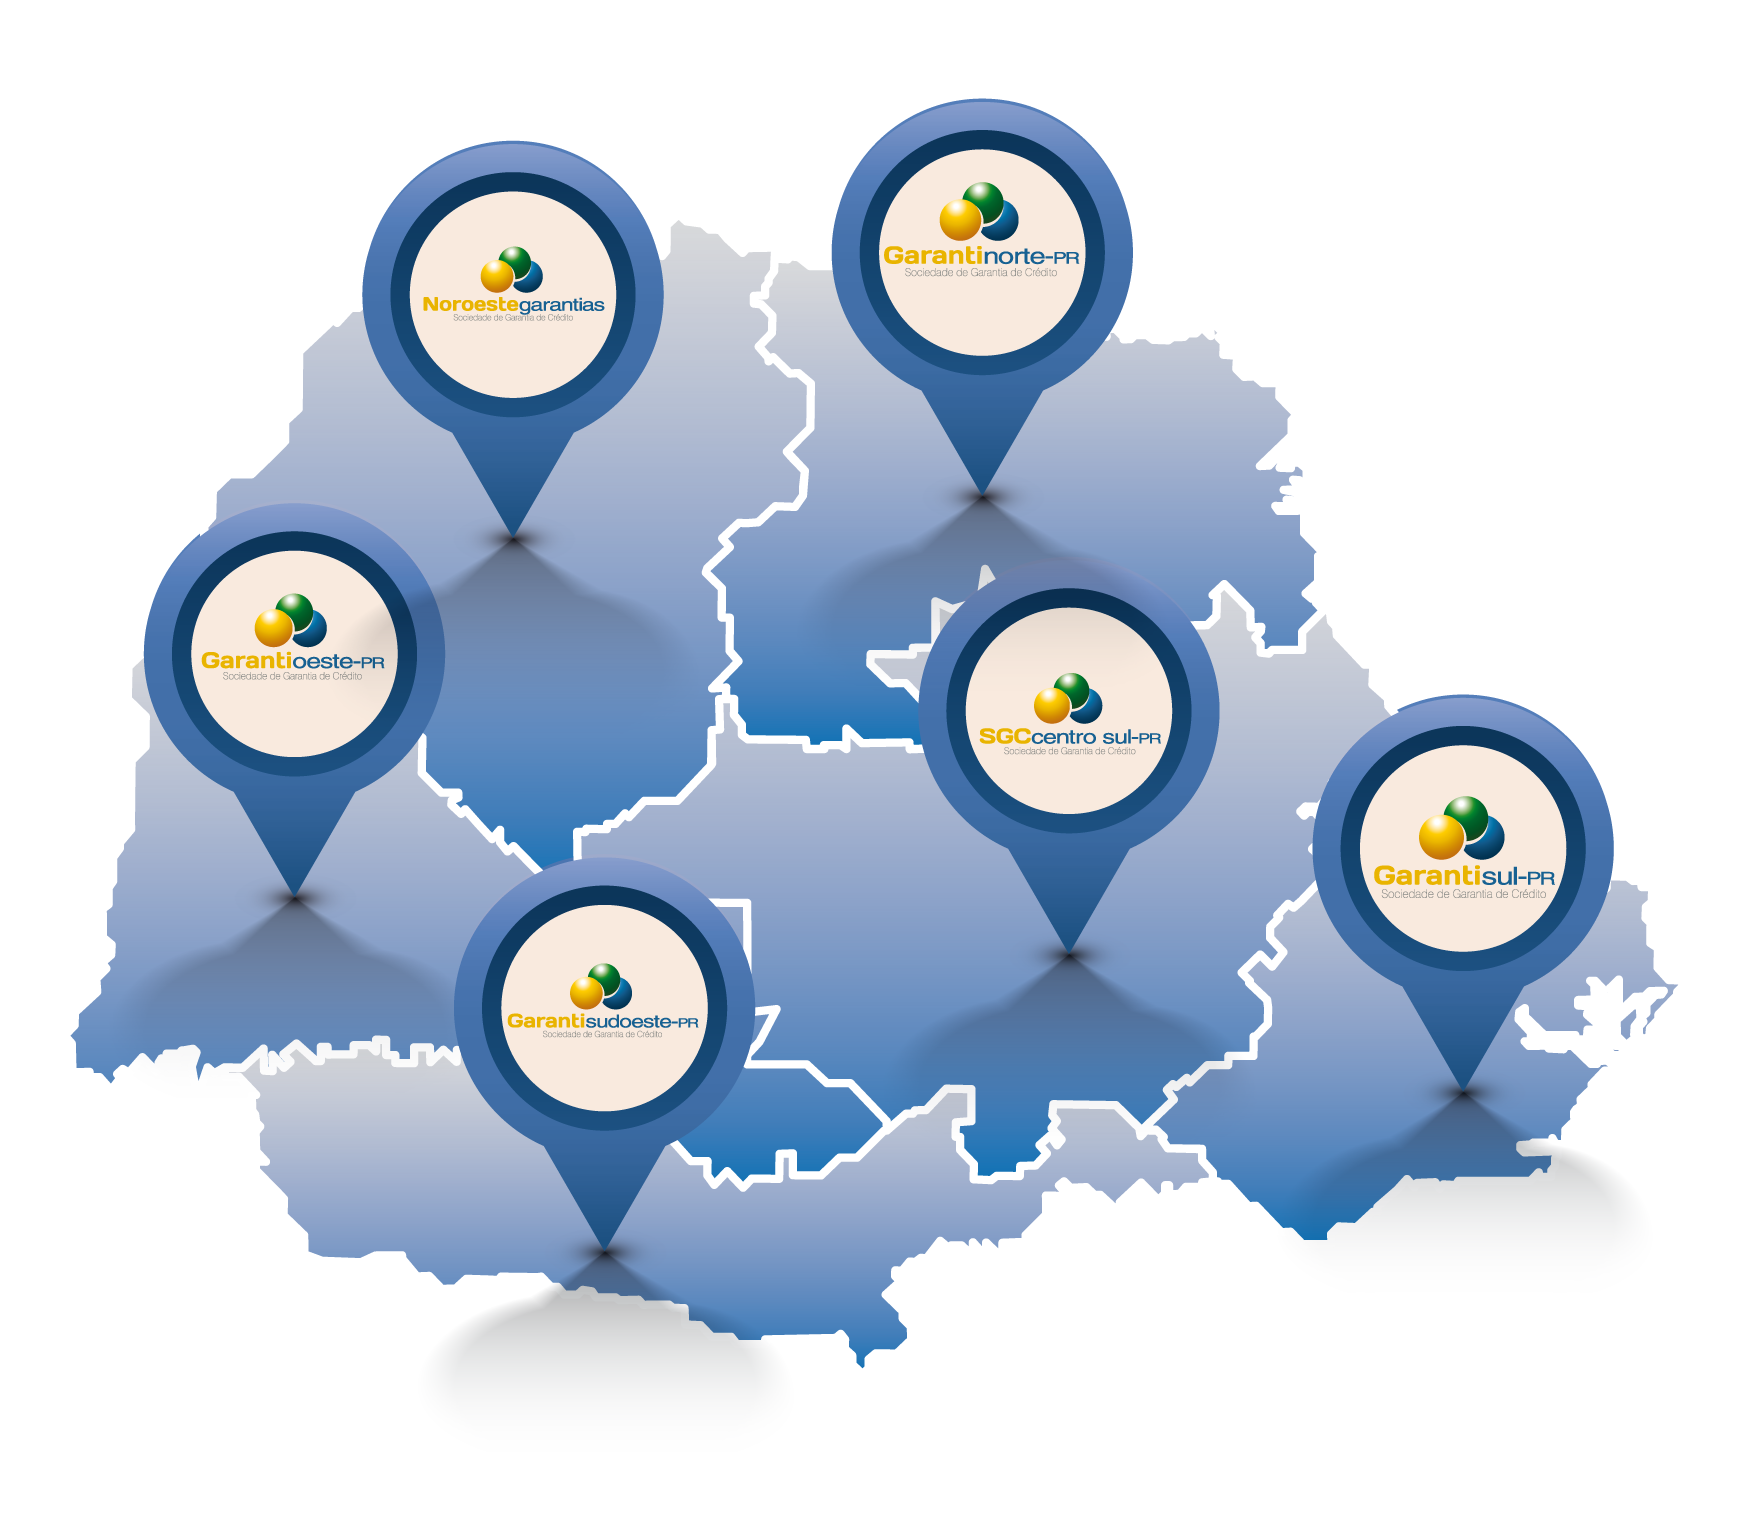 Garantinorte-PR
Sociedade de Garantia de Crédito
Noroestegarantias
Sociedade de Garantia de Crédito
Garantioeste-PR
Sociedade de Garantia de Crédito
SGCcentro sul-PR
Sociedade de Garantia de Crédito
Garantisul-PR
Sociedade de Garantia de Crédito
Garantisudoeste-PR
Sociedade de Garantia de Crédito